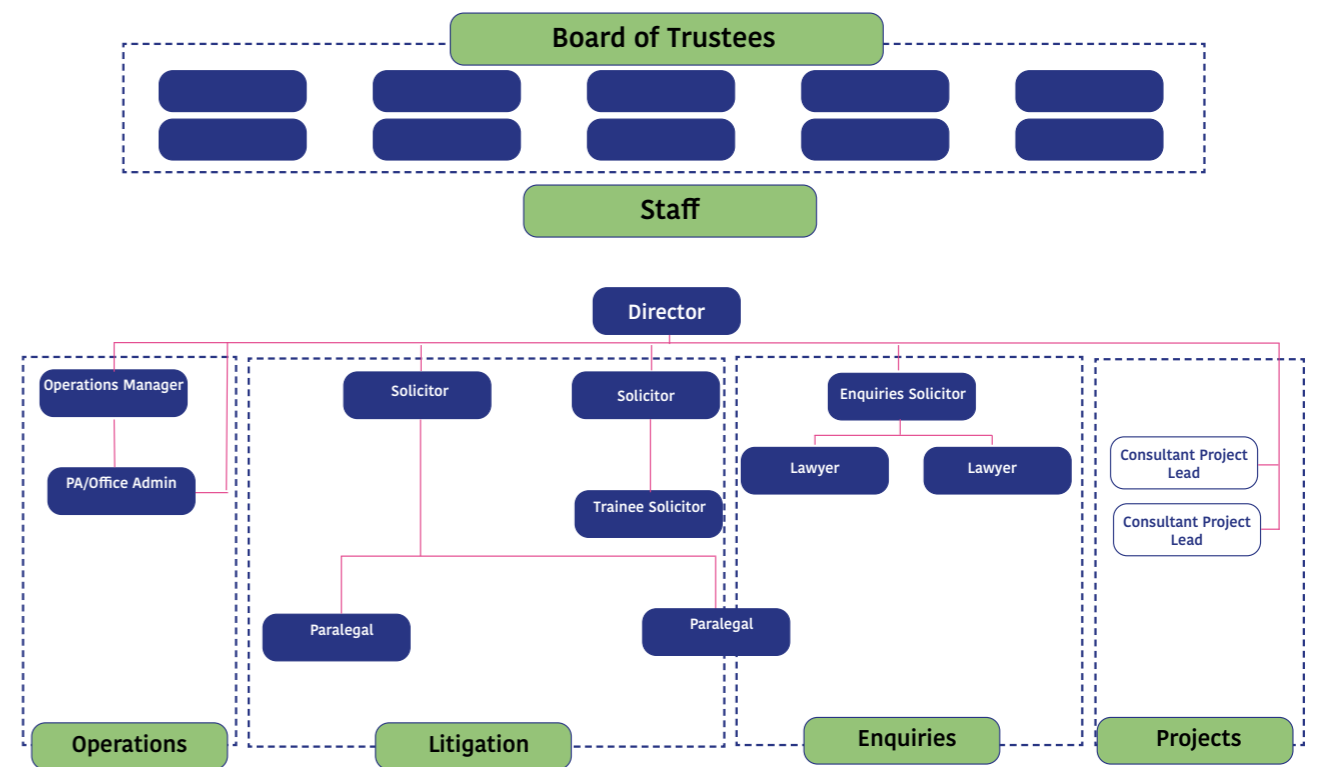 Board of Trustees
Staff
Director
Operations Manager
PA/Office Admin
Solicitor
Solicitor
Trainee Solicitor
Paralegal
Paralegal
Enquiries Solicitor
Lawyer
Lawyer
Consultant Project
Lead
Consultant Project
Lead
Operations
Litigation
Enquiries
Projects